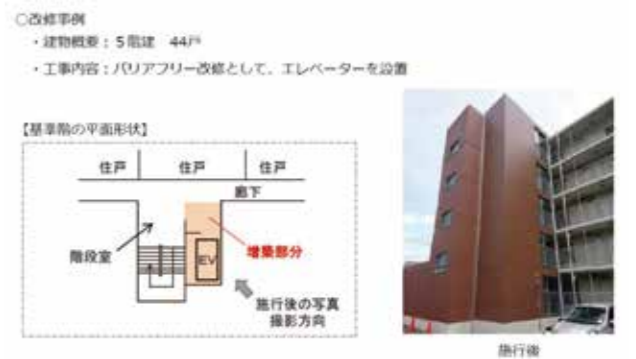 ○改修事例
・建物概要：５階建　44戸
・工事内容：バリアフリー改修として、エレベーターを設置
【基準階の平面形状】
住戸　住戸　住戸
廊下
階段室
増築部分
EV
施行後の写真
撮影方向
施行後